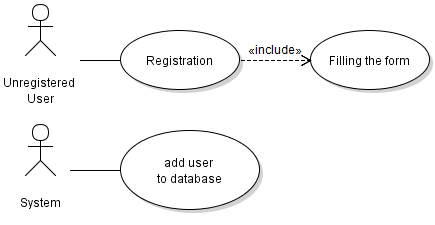 Unregistered
User
Registration
«include»
Filling the form
System
add user
to database